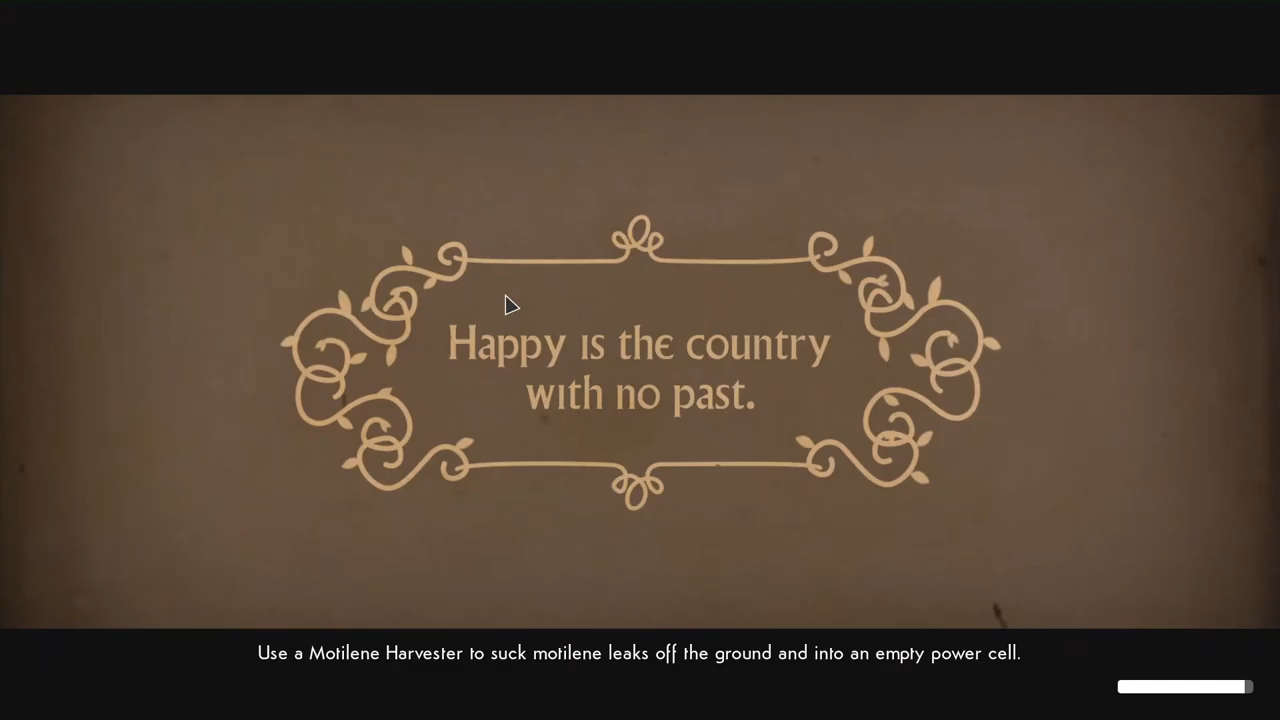 Happy is the country
with no past.
Use a Motilene Harvester to suck motilene leaks off the ground and into an empty power cell.